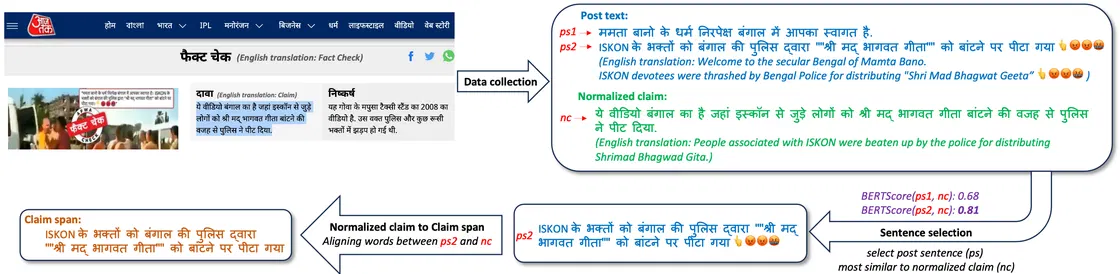 आज तक
होम বাংলা भारत IPL मनोरंजन बिजनेस धर्म लाइफस्टाइल वीडियो वेब स्टोरी
फैक्ट चेक (English translation: Fact Check)
फैक्ट चेक
दावा (English translation: Claim)
ये वीडियो बंगाल का है जहां इस्कॉन से जुड़े
लोगों को श्री मद् भागवत गीता बांटने की
वजह से पुलिस ने पीट दिया.
निष्कर्ष
यह गोवा के मपुसा टैक्सी स्टैंड का 2008 का
वीडियो है. उस वक्त पुलिस और कुछ रूसी
भक्तों में झड़प हो गई थी.
Data collection
Post text:
ps1 ममता बानो के धर्म निरपेक्ष बंगाल में आपका स्वागत है.
ps2 ISKON के भक्तों को बंगाल की पुलिस द्वारा ""श्री मद् भागवत गीता"" को बांटने पर पीटा गया👆😡😡🤬
(English translation: Welcome to the secular Bengal of Mamta Bano.
ISKON devotees were thrashed by Bengal Police for distributing "Shri Mad Bhagwat Geeta" 👆😡😡🤬 )
Normalized claim:
nc ये वीडियो बंगाल का है जहां इस्कॉन से जुड़े लोगों को श्री मद् भागवत गीता बांटने की वजह से पुलिस
ने पीट दिया.
(English translation: People associated with ISKON were beaten up by the police for distributing
Shrimad Bhagwad Gita.)
BERTScore(ps1, nc): 0.68
BERTScore(ps2, nc): 0.81
Sentence selection
select post sentence (ps)
most similar to normalized claim (nc)
ps2 ISKON के भक्तों को बंगाल की पुलिस द्वारा ""श्री मद्
भागवत गीता"" को बांटने पर पीटा गया👆😡😡🤬
Normalized claim to Claim span
Aligning words between ps2 and nc
Claim span:
ISKON के भक्तों को बंगाल की पुलिस द्वारा
""श्री मद् भागवत गीता"" को बांटने पर पीटा गया